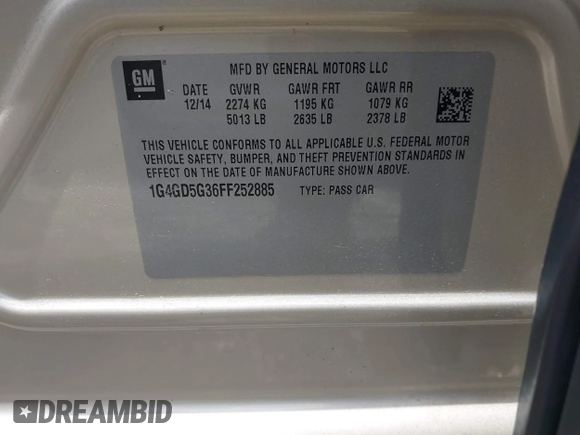 GM ®
MFD BY GENERAL MOTORS LLC
DATE GVWR GAWR FRT GAWR RR
12/14 2274 KG 1195 KG 1079 KG
5013 LB 2635 LB 2378 LB
THIS VEHICLE CONFORMS TO ALL APPLICABLE U.S. FEDERAL MOTOR
VEHICLE SAFETY, BUMPER, AND THEFT PREVENTION STANDARDS IN
EFFECT ON THE DATE OF MANUFACTURE SHOWN ABOVE.
1G4GD5G36FF252885 TYPE: PASS CAR
DREAMBID